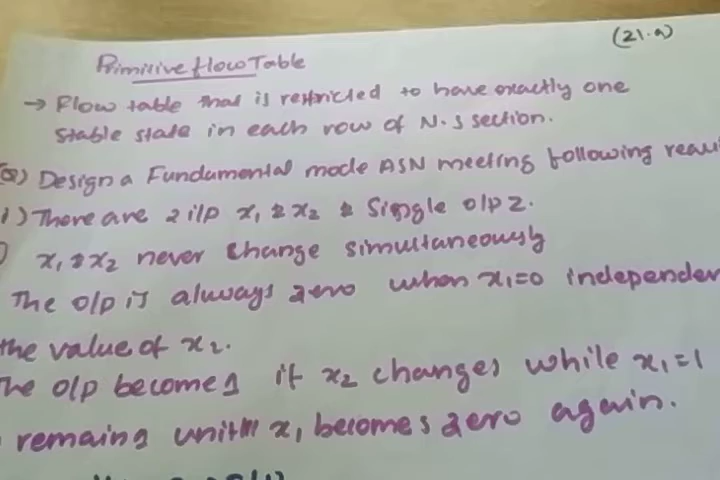 (21.a)
Primitive flow Table
→ Flow table that is restricted to have exactly one
stable state in each row of N.S section.
Design a Fundamental mode ASN meeting following
1) There are 2 i/p x₁ & x₂ & Single o/p Z.
x₁ & x₂ never change simultaneously
The o/p is always zero when x₁=0
the value of x₂.
The o/p becomes 1 if x₂ changes while x₁=1
remains until x₁ becomes zero again.